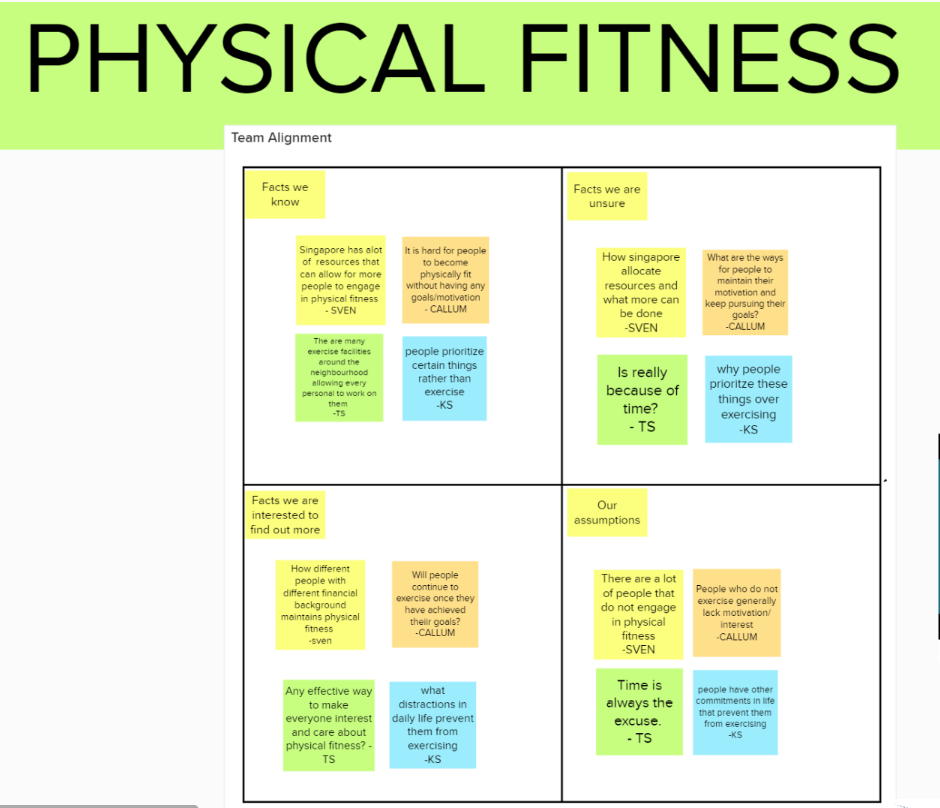 PHYSICAL FITNESS
Team Alignment
Facts we
know
Singapore has alot
of resources that
can allow for more
people to engage
in physical fitness
- SVEN
It is hard for people
to become
physically fit
without having any
goals/motivation
- CALLUM
The are many
exercise facilities
around the
neighbourhood
allowing every
personal to work on
them
-TS
people prioritize
certain things
rather than
exercise
-KS
Facts we are
unsure
How singapore
allocate
resources and
what more can
be done
-SVEN
What are the ways
for people to
maintain their
motivation and
keep pursuing their
goals?
-CALLUM
Is really
because of
time?
- TS
why people
prioritze these
things over
exercising
-KS
Facts we are
interested to
find out more
How different
people with
different financial
background
maintains physical
fitness
-sven
Will people
continue to
exercise once they
have achieved
theiir goals?
-CALLUM
Any effective way
to make
everyone interest
and care about
physical fitness? -
TS
what
distractions in
daily life prevent
them from
exercising
-KS
Our
assumptions
There are a lot
of people that
do not engage
in physical
fitness
-SVEN
People who do not
exercise generally
lack motivation/
interest
-CALLUM
Time is
always the
excuse.
- TS
people have other
commitments in life
that prevent them
from exercising
-KS